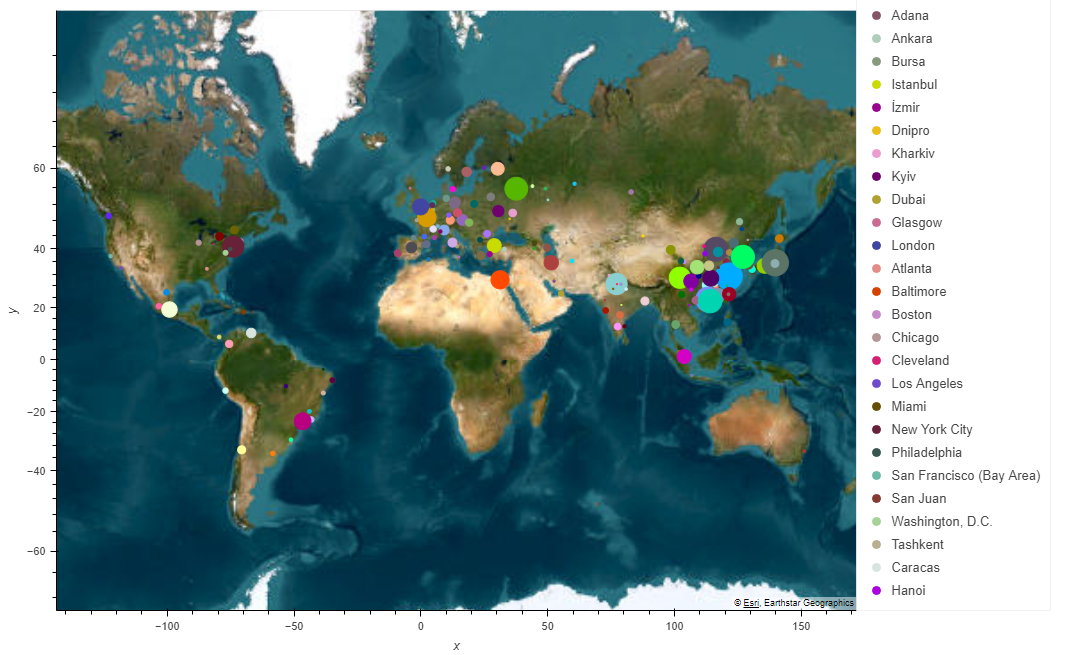 Adana
Ankara
Bursa
Istanbul
İzmir
Dnipro
Kharkiv
Kyiv
Dubai
Glasgow
London
Atlanta
Baltimore
Boston
Chicago
Cleveland
Los Angeles
Miami
New York City
Philadelphia
San Francisco (Bay Area)
San Juan
Washington, D.C.
Tashkent
Caracas
Hanoi
60
40
20
0
−20
−40
−60
y
−100
−50
0
50
100
150
x
© Esri, Earthstar Geographics